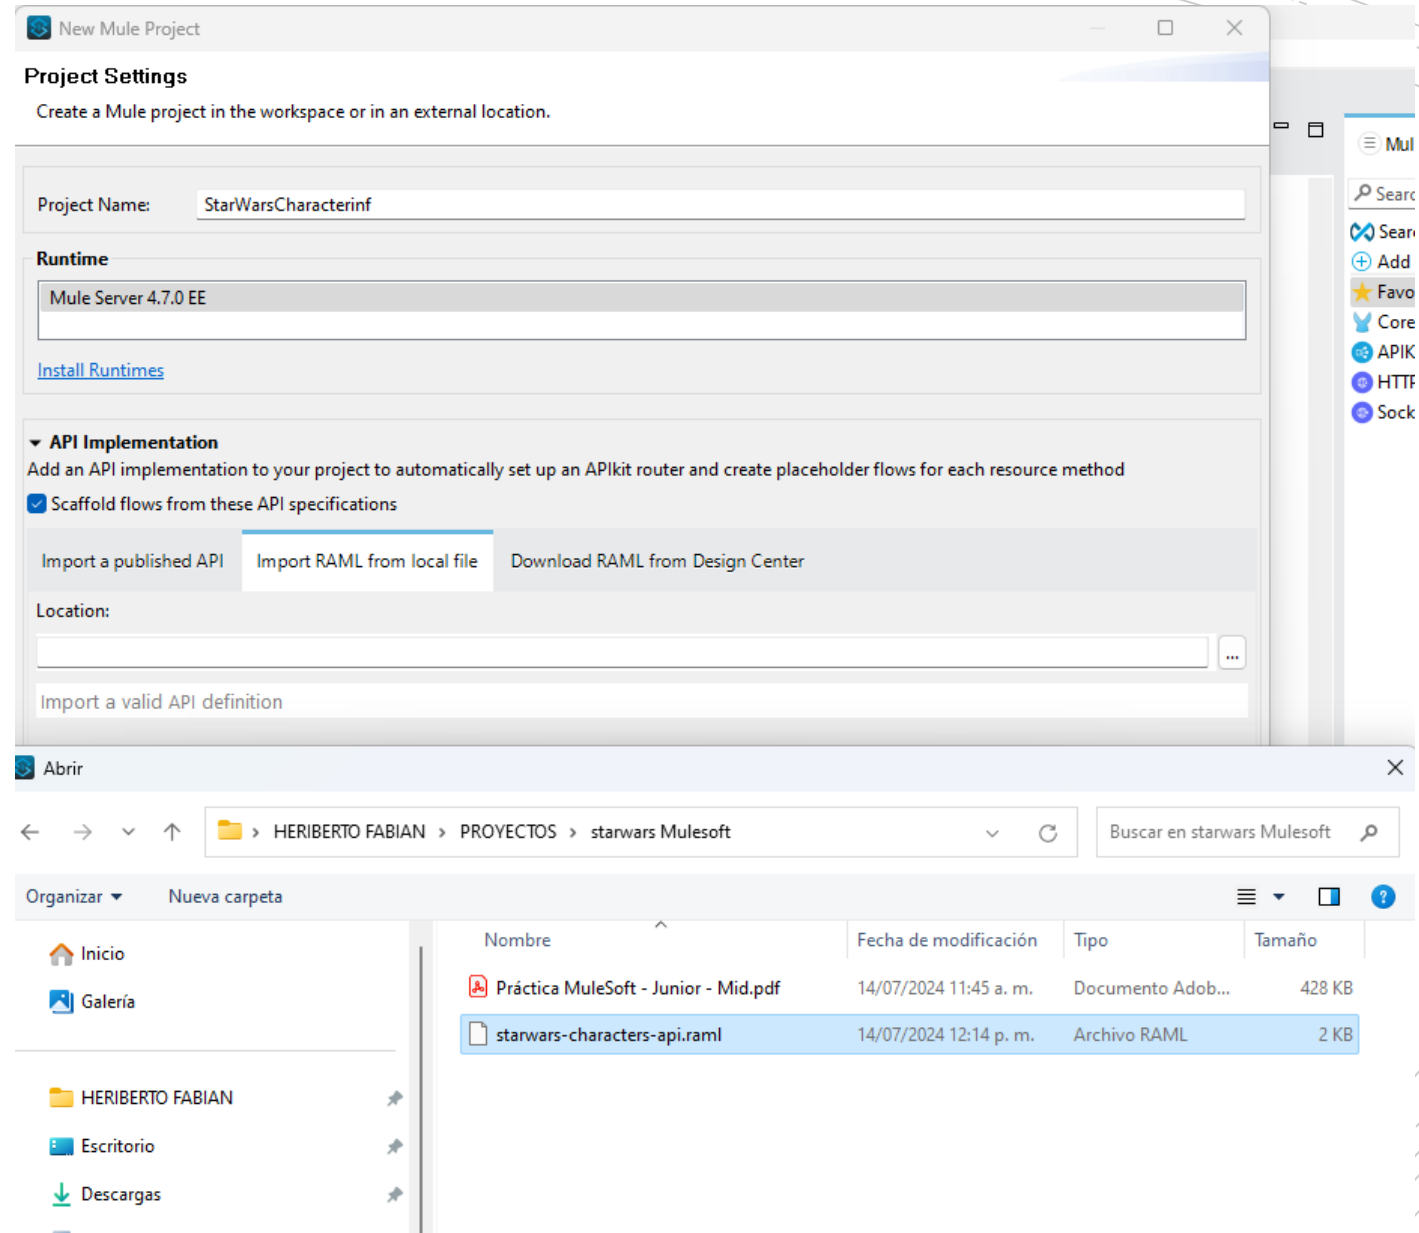 New Mule Project
Project Settings
Create a Mule project in the workspace or in an external location.
Mul
Project Name: StarWarsCharacterinf
Searc
Sear
Runtime
Add
Mule Server 4.7.0 EE
Favo
Core
APIK
Install Runtimes
HTTP
Sock
API Implementation
Add an API implementation to your project to automatically set up an APIkit router and create placeholder flows for each resource method
Scaffold flows from these API specifications
Import a published API Import RAML from local file Download RAML from Design Center
Location:
...
Import a valid API definition
Abrir
> HERIBERTO FABIAN > PROYECTOS > starwars Mulesoft Buscar en starwars Mulesoft
Organizar Nueva carpeta
Nombre Fecha de modificación Tipo Tamaño
Inicio
Práctica MuleSoft - Junior - Mid.pdf 14/07/2024 11:45 a. m. Documento Adob... 428 KB
Galería
starwars-characters-api.raml 14/07/2024 12:14 p. m. Archivo RAML 2 KB
HERIBERTO FABIAN
Escritorio
Descargas